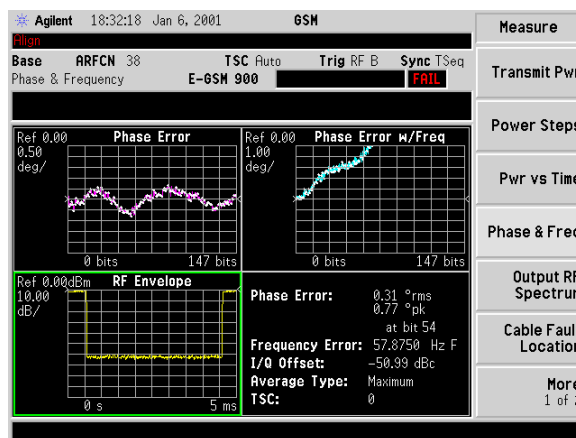 Agilent 18:32:18 Jan 6, 2001 GSM
Measure
Align
Base ARFCN 38 TSC Auto Trig RF B Sync TSeq
Phase & Frequency E-GSM 900 FAIL
Transmit Pwr
Power Steps
Pwr vs Time
Phase & Freq
Output RF
Spectrum
Cable Fault
Location
More
1 of 2
Ref 0.00 Phase Error
0.50
deg/
0 bits 147 bits
Ref 0.00 Phase Error w/Freq
1.00
deg/
0 bits 147 bits
Ref 0.00dBm RF Envelope
10.00
dB/
0 s 5 ms
Phase Error: 0.31 °rms
0.77 °pk
at bit 54
Frequency Error: 57.8750 Hz F
I/Q Offset: -50.99 dBc
Average Type: Maximum
TSC: 0